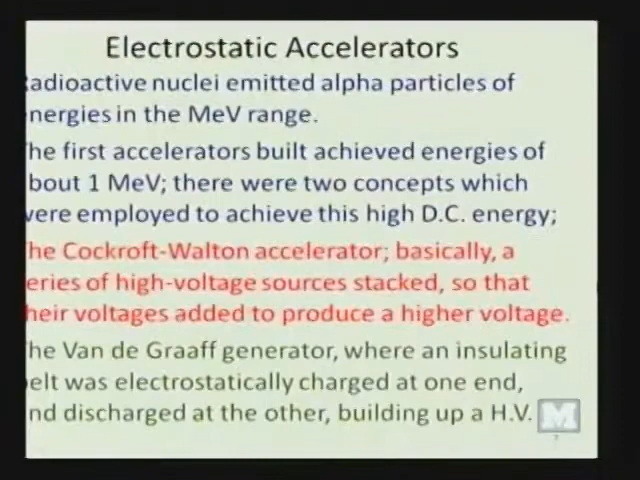 Electrostatic Accelerators
adioactive nuclei emitted alpha particles of
nergies in the MeV range.
he first accelerators built achieved energies of
bout 1 MeV; there were two concepts which
were employed to achieve this high D.C. energy;
he Cockroft-Walton accelerator; basically, a
eries of high-voltage sources stacked, so that
heir voltages added to produce a higher voltage.
he Van de Graaff generator, where an insulating
elt was electrostatically charged at one end,
nd discharged at the other, building up a H.V.
M